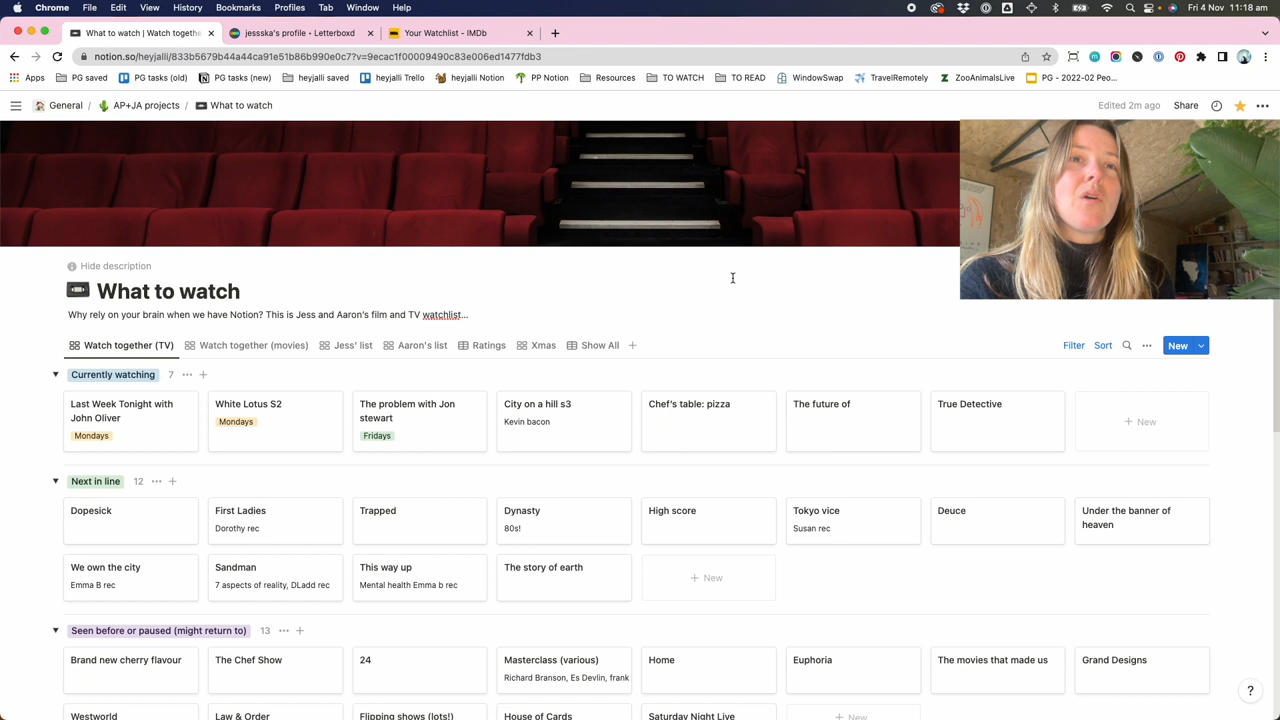 Chrome File Edit View History Bookmarks Profiles Tab Window Help
Fri 4 Nov 11:18 am
What to watch | Watch togethe
jessska's profile • Letterboxd
Your Watchlist - IMDb
notion.so/heyjalli/833b5679b44a44ca91e51b86b990e0c7?v=9ecac1f00009490c83e006ed1477fdb3
Apps PG saved PG tasks (old) PG tasks (new) heyjalli saved heyjalli Trello heyjalli Notion PP Notion Resources TO WATCH TO READ WindowSwap TravelRemotely ZooAnimalsLive PG - 2022-02 Peo...
General / AP+JA projects / What to watch
Edited 2m ago Share
Hide description
What to watch
Why rely on your brain when we have Notion? This is Jess and Aaron's film and TV watchlist...
Watch together (TV) Watch together (movies) Jess' list Aaron's list Ratings Xmas Show All
Filter Sort New
Currently watching 7
Last Week Tonight with John Oliver
Mondays
White Lotus S2
Mondays
The problem with Jon stewart
Fridays
City on a hill s3
Kevin bacon
Chef's table: pizza
The future of
True Detective
+ New
Next in line 12
Dopesick
First Ladies
Dorothy rec
Trapped
Dynasty
80s!
High score
Tokyo vice
Susan rec
Deuce
Under the banner of heaven
We own the city
Emma B rec
Sandman
7 aspects of reality, DLadd rec
This way up
Mental health Emma b rec
The story of earth
+ New
Seen before or paused (might return to) 13
Brand new cherry flavour
The Chef Show
24
Masterclass (various)
Richard Branson, Es Devlin, frank
Home
Euphoria
The movies that made us
Grand Designs
Westworld
Law & Order
Flipping shows (lots!)
House of Cards
Saturday Night Live
+ New
?